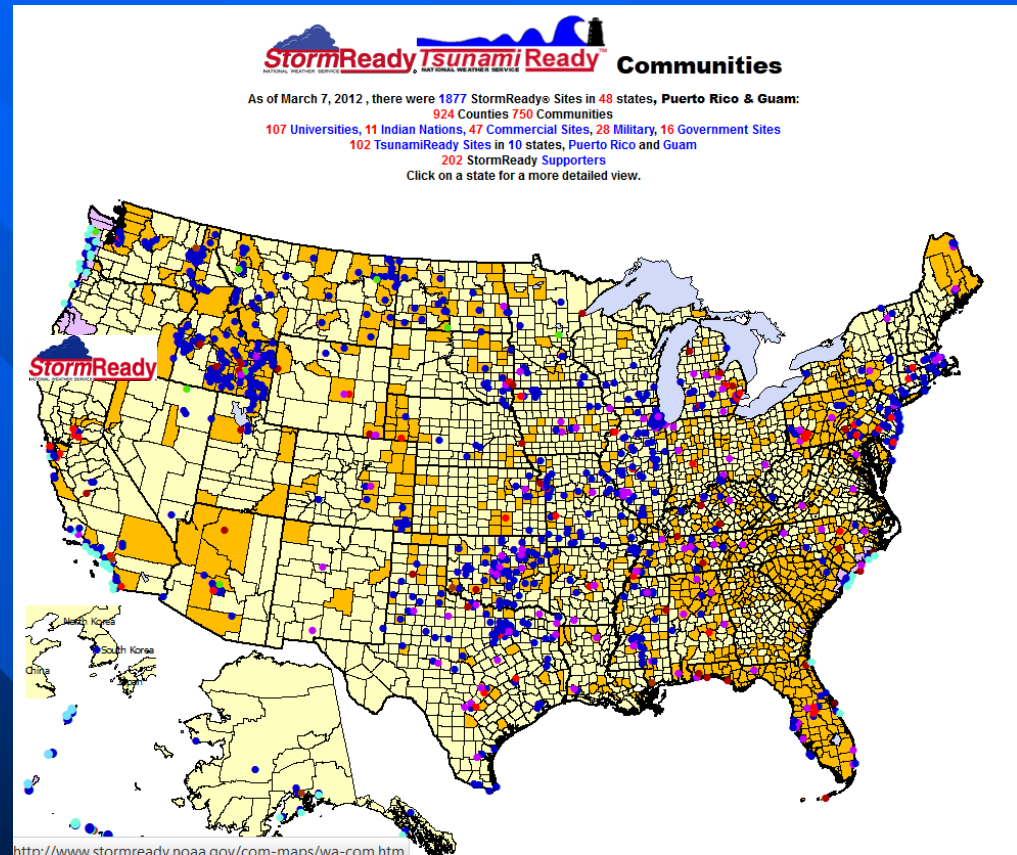 StormReady® TsunamiReady™ Communities
NATIONAL WEATHER SERVICE NATIONAL WEATHER SERVICE
As of March 7, 2012 , there were 1877 StormReady® Sites in 48 states, Puerto Rico & Guam:
924 Counties 750 Communities
107 Universities, 11 Indian Nations, 47 Commercial Sites, 28 Military, 16 Government Sites
102 TsunamiReady Sites in 10 states, Puerto Rico and Guam
202 StormReady Supporters
Click on a state for a more detailed view.
StormReady
NATIONAL WEATHER SERVICE
North Korea
South Korea
China
Japan
http://www.stormready.noaa.gov/com-maps/wa-com.htm